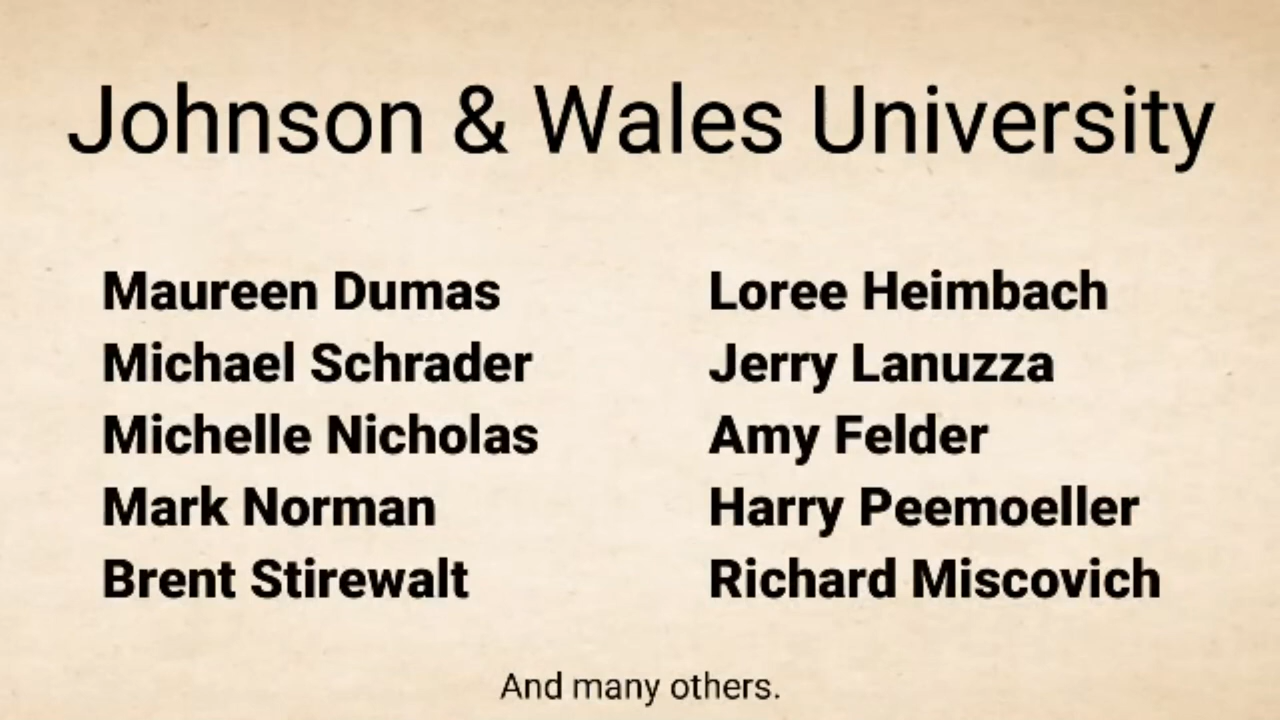 Johnson & Wales University
Maureen Dumas
Michael Schrader
Michelle Nicholas
Mark Norman
Brent Stirewalt
Loree Heimbach
Jerry Lanuzza
Amy Felder
Harry Peemoeller
Richard Miscovich
And many others.